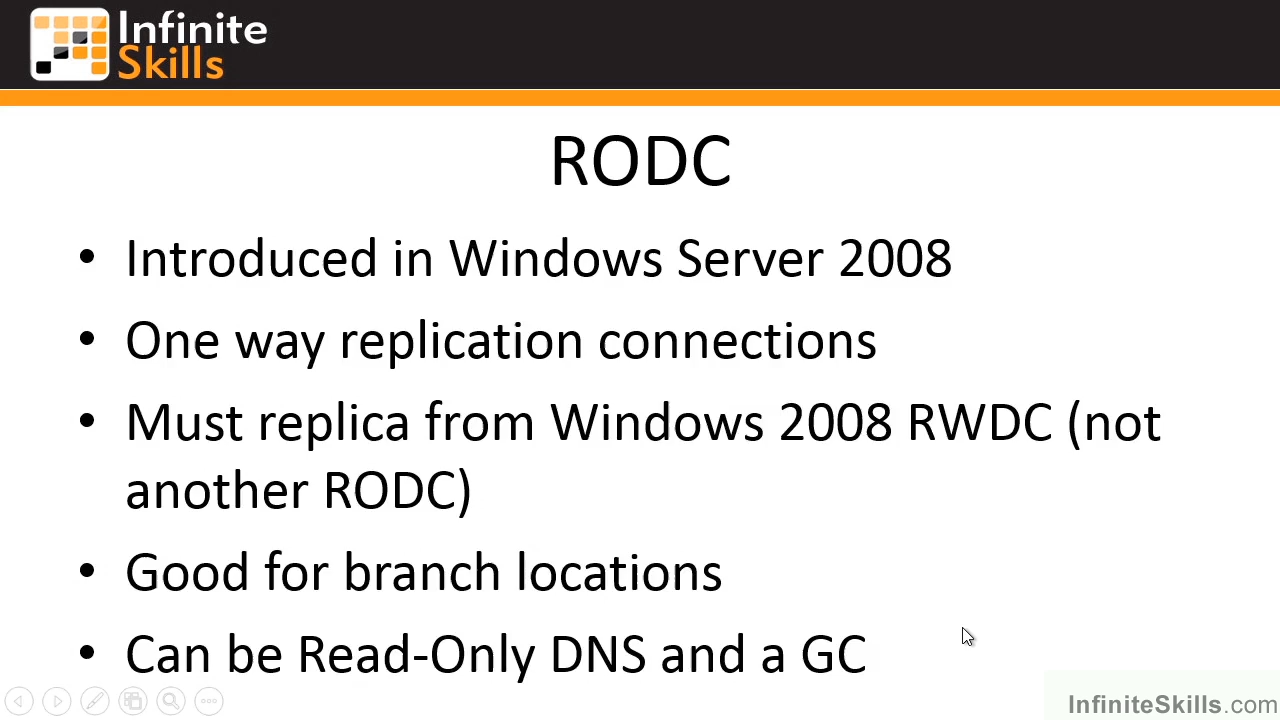 Infinite
Skills
RODC
• Introduced in Windows Server 2008
• One way replication connections
• Must replica from Windows 2008 RWDC (not
another RODC)
• Good for branch locations
• Can be Read-Only DNS and a GC
InfiniteSkills.com